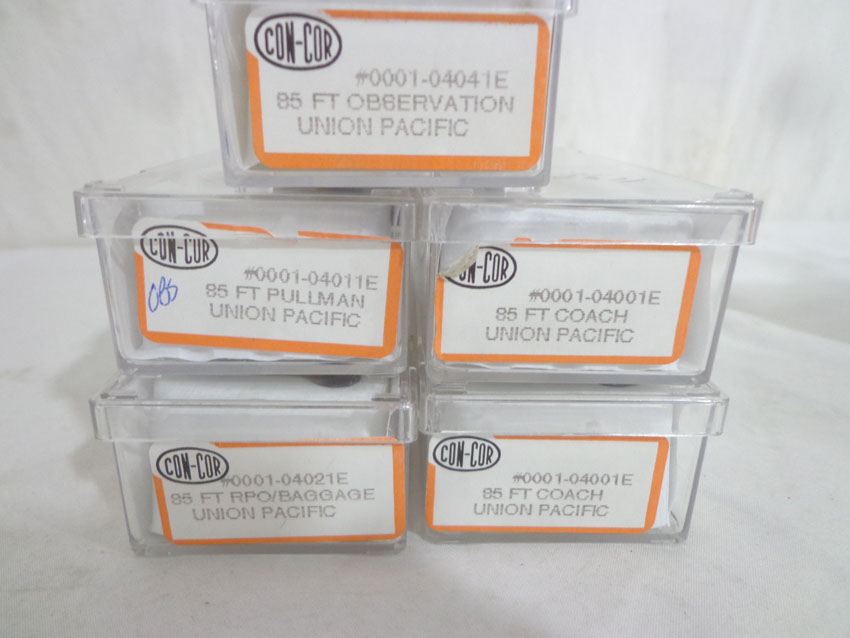 CON-COR
#0001-04041E
85 FT OBSERVATION
UNION PACIFIC
CON-COR
#0001-04011E
85 FT PULLMAN
UNION PACIFIC
OBS
CON-COR
#0001-04001E
85 FT COACH
UNION PACIFIC
CON-COR
#0001-04021E
85 FT RPO/BAGGAGE
UNION PACIFIC
CON-COR
#0001-04001E
85 FT COACH
UNION PACIFIC